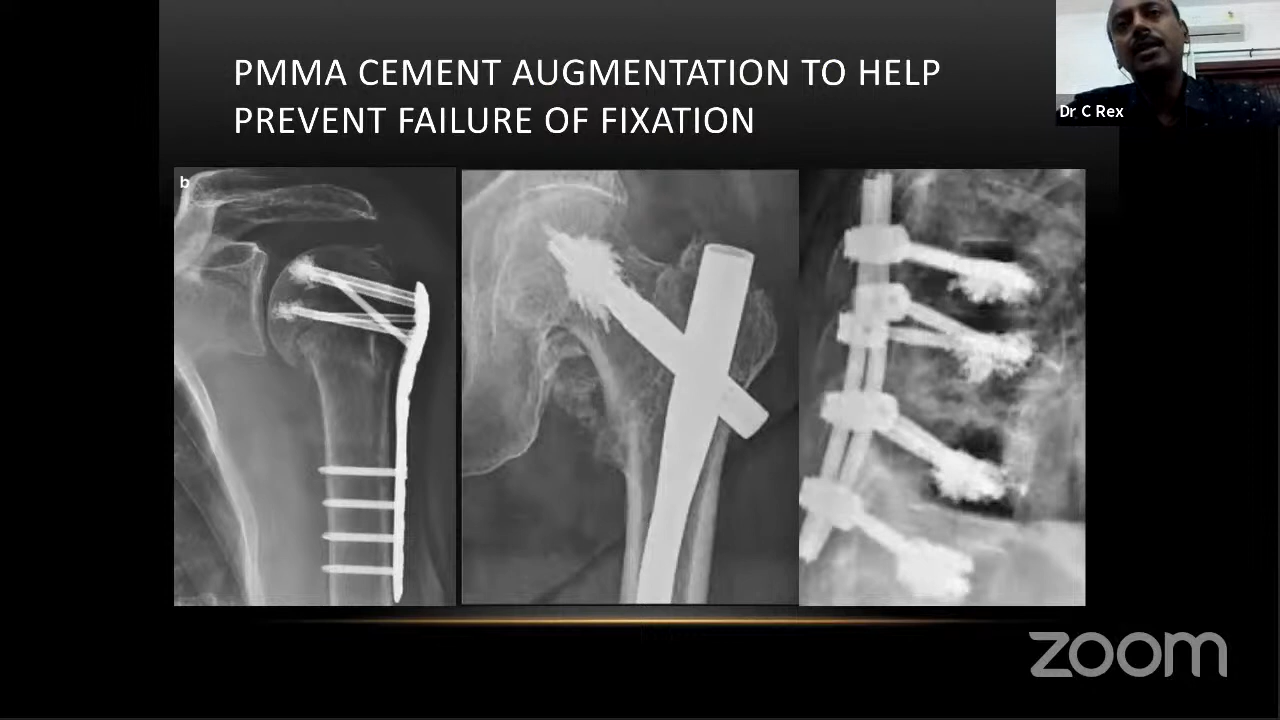 PMMA CEMENT AUGMENTATION TO HELP
PREVENT FAILURE OF FIXATION
Dr C Rex
b
zoom